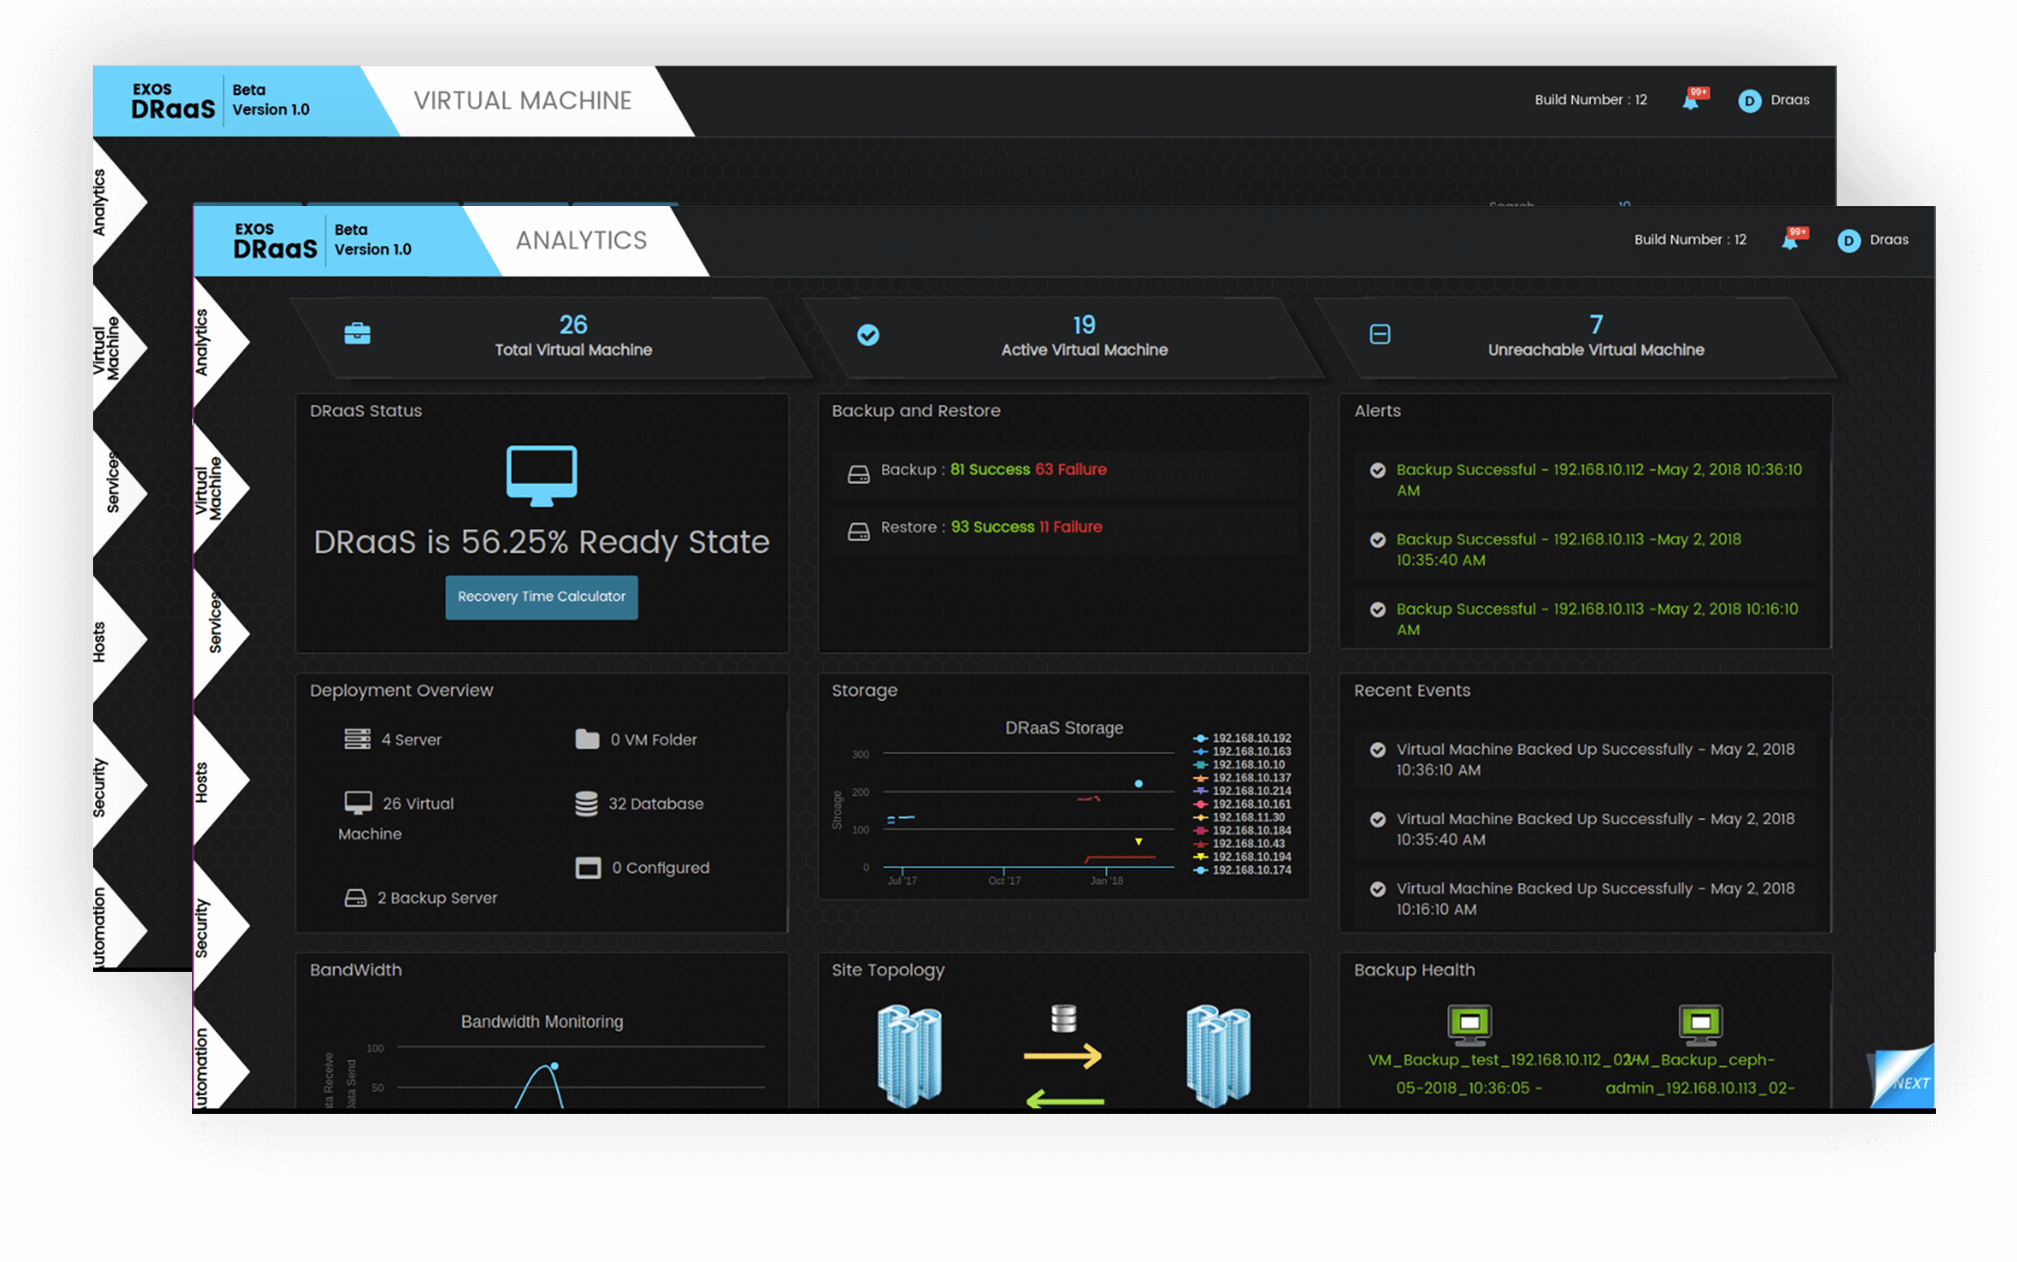 EXOS
DRaaS
Beta
Version 1.0
VIRTUAL MACHINE
Build Number : 12
99+
D
Draas
Analytics
Virtual
Machine
Services
Hosts
Security
utomation
Search
10
EXOS
DRaaS
Beta
Version 1.0
ANALYTICS
Build Number : 12
99+
D
Draas
Analytics
Virtual
Machine
Services
Hosts
Security
utomation
26
Total Virtual Machine
19
Active Virtual Machine
7
Unreachable Virtual Machine
DRaaS Status
DRaaS is 56.25% Ready State
Recovery Time Calculator
Backup and Restore
Backup : 81 Success 63 Failure
Restore : 93 Success 11 Failure
Alerts
Backup Successful - 192.168.10.112 -May 2, 2018 10:36:10
AM
Backup Successful - 192.168.10.113 -May 2, 2018
10:35:40 AM
Backup Successful - 192.168.10.113 -May 2, 2018 10:16:10
AM
Deployment Overview
4 Server
0 VM Folder
26 Virtual
Machine
32 Database
0 Configured
2 Backup Server
Storage
DRaaS Storage
Stroage
300
200
100
0
Jul '17
Oct '17
Jan '18
192.168.10.192
192.168.10.163
192.168.10.10
192.168.10.137
192.168.10.214
192.168.10.161
192.168.11.30
192.168.10.184
192.168.10.43
192.168.10.194
192.168.10.174
Recent Events
Virtual Machine Backed Up Successfully - May 2, 2018
10:36:10 AM
Virtual Machine Backed Up Successfully - May 2, 2018
10:35:40 AM
Virtual Machine Backed Up Successfully - May 2, 2018
10:16:10 AM
BandWidth
Bandwidth Monitoring
ata Receive
Data Send
100
50
Site Topology
Backup Health
VM_Backup_test_192.168.10.112_02-
05-2018_10:36:05 -
VM_Backup_ceph-
admin_192.168.10.113_02-
NEXT